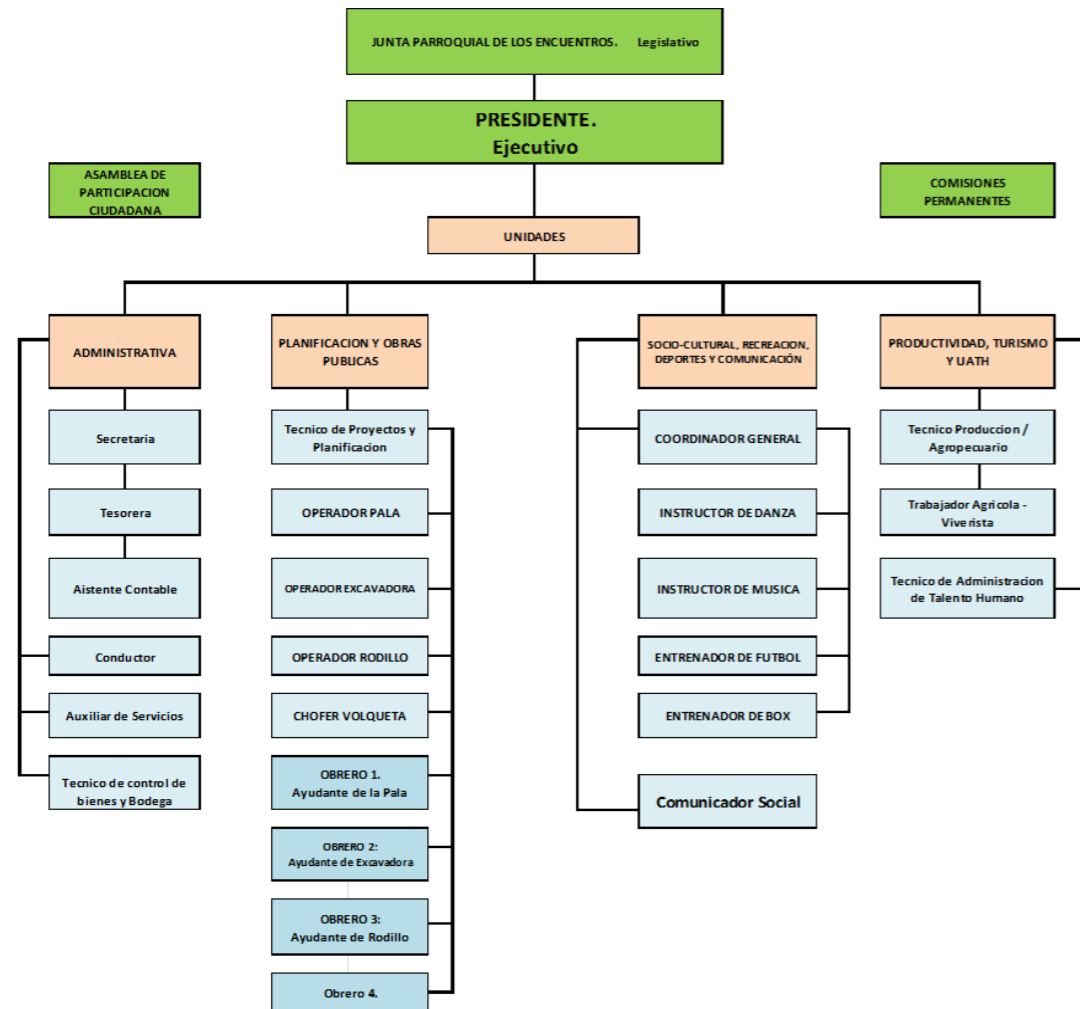 JUNTA PARROQUIAL DE LOS ENCUENTROS. Legislativo
PRESIDENTE.
Ejecutivo
ASAMBLEA DE
PARTICIPACION
CIUDADANA
COMISIONES
PERMANENTES
UNIDADES
ADMINISTRATIVA
Secretaria
Tesorera
Aistente Contable
Conductor
Auxiliar de Servicios
Tecnico de control de
bienes y Bodega
PLANIFICACION Y OBRAS
PUBLICAS
Tecnico de Proyectos y
Planificacion
OPERADOR PALA
OPERADOR EXCAVADORA
OPERADOR RODILLO
CHOFER VOLQUETA
OBRERO 1.
Ayudante de la Pala
OBRERO 2:
Ayudante de Excavadora
OBRERO 3:
Ayudante de Rodillo
Obrero 4.
SOCIO-CULTURAL, RECREACION,
DEPORTES Y COMUNICACIÓN
COORDINADOR GENERAL
INSTRUCTOR DE DANZA
INSTRUCTOR DE MUSICA
ENTRENADOR DE FUTBOL
ENTRENADOR DE BOX
Comunicador Social
PRODUCTIVIDAD, TURISMO
Y UATH
Tecnico Produccion /
Agropecuario
Trabajador Agricola -
Viverista
Tecnico de Administracion
de Talento Humano